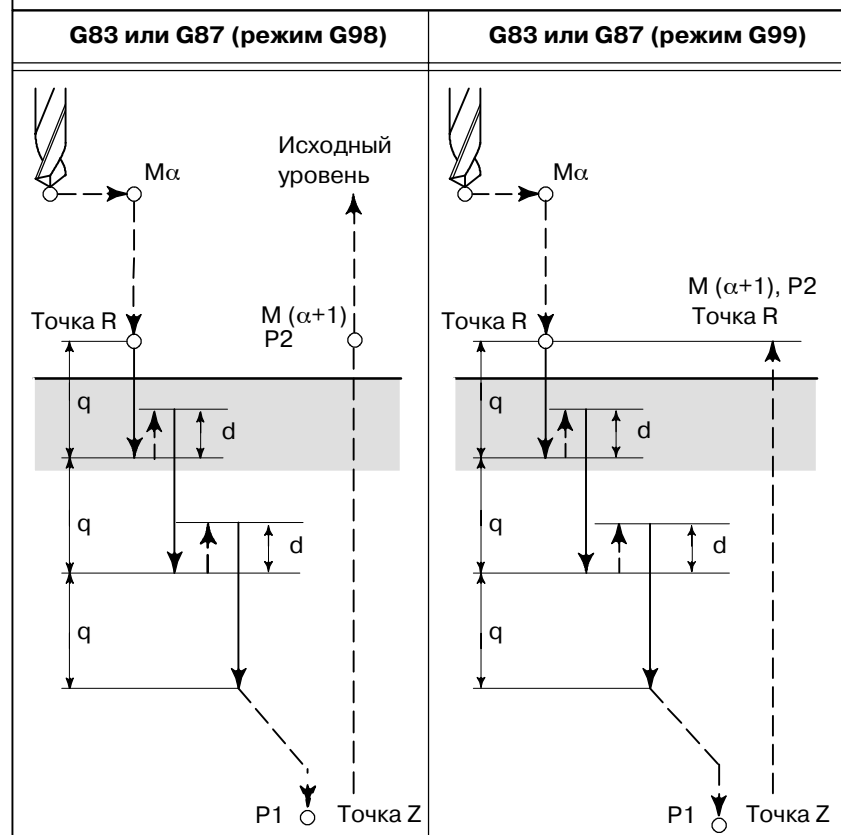 G83 или G87 (режим G98)
Mα
Исходный
уровень
Точка R
M (α+1)
P2
q
d
q
d
q
P1
Точка Z
G83 или G87 (режим G99)
Mα
M (α+1), P2
Точка R
Точка R
q
d
q
d
q
P1
Точка Z